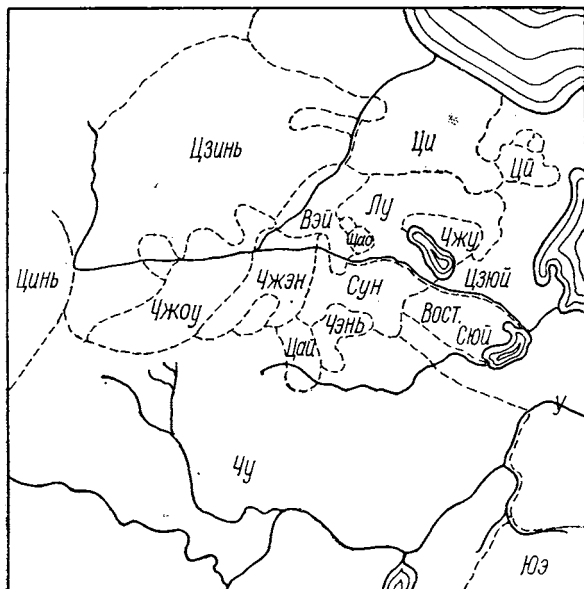 Цзинь
Ци
Цй
Лу
Вэй
Цао
Чжу
Цзюй
Цинь
Чжоу
Чжэн
Сун
Вост.
Сюй
Чэнь
Цай
У
Чу
Юэ